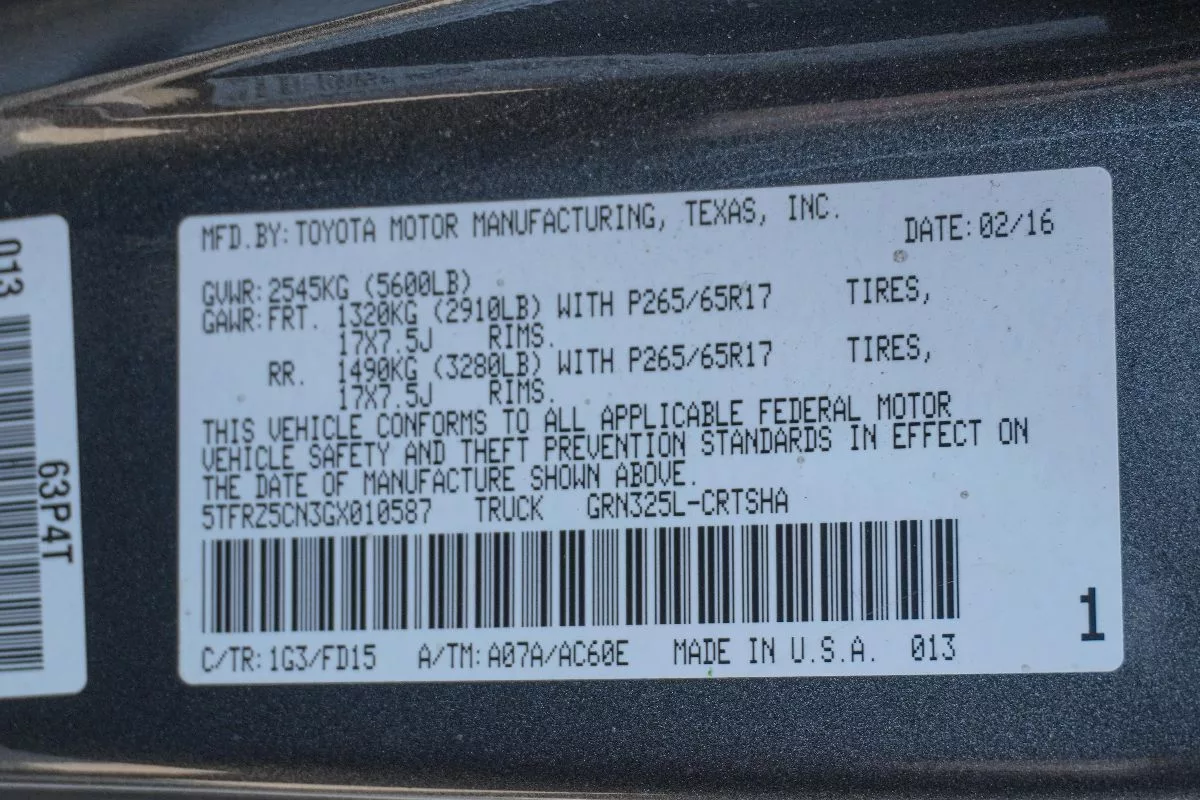 013
63P4T
MFD.BY:TOYOTA MOTOR MANUFACTURING, TEXAS, INC.
DATE:02/16
GVWR:2545KG (5600LB)
GAWR:FRT. 1320KG (2910LB) WITH P265/65R17 TIRES,
17X7.5J RIMS.
RR. 1490KG (3280LB) WITH P265/65R17 TIRES,
17X7.5J RIMS.
THIS VEHICLE CONFORMS TO ALL APPLICABLE FEDERAL MOTOR
VEHICLE SAFETY AND THEFT PREVENTION STANDARDS IN EFFECT ON
THE DATE OF MANUFACTURE SHOWN ABOVE.
5TFRZ5CN3GX010587 TRUCK GRN325L-CRTSHA
C/TR:1G3/FD15 A/TM:A07A/AC60E MADE IN U.S.A. 013
1